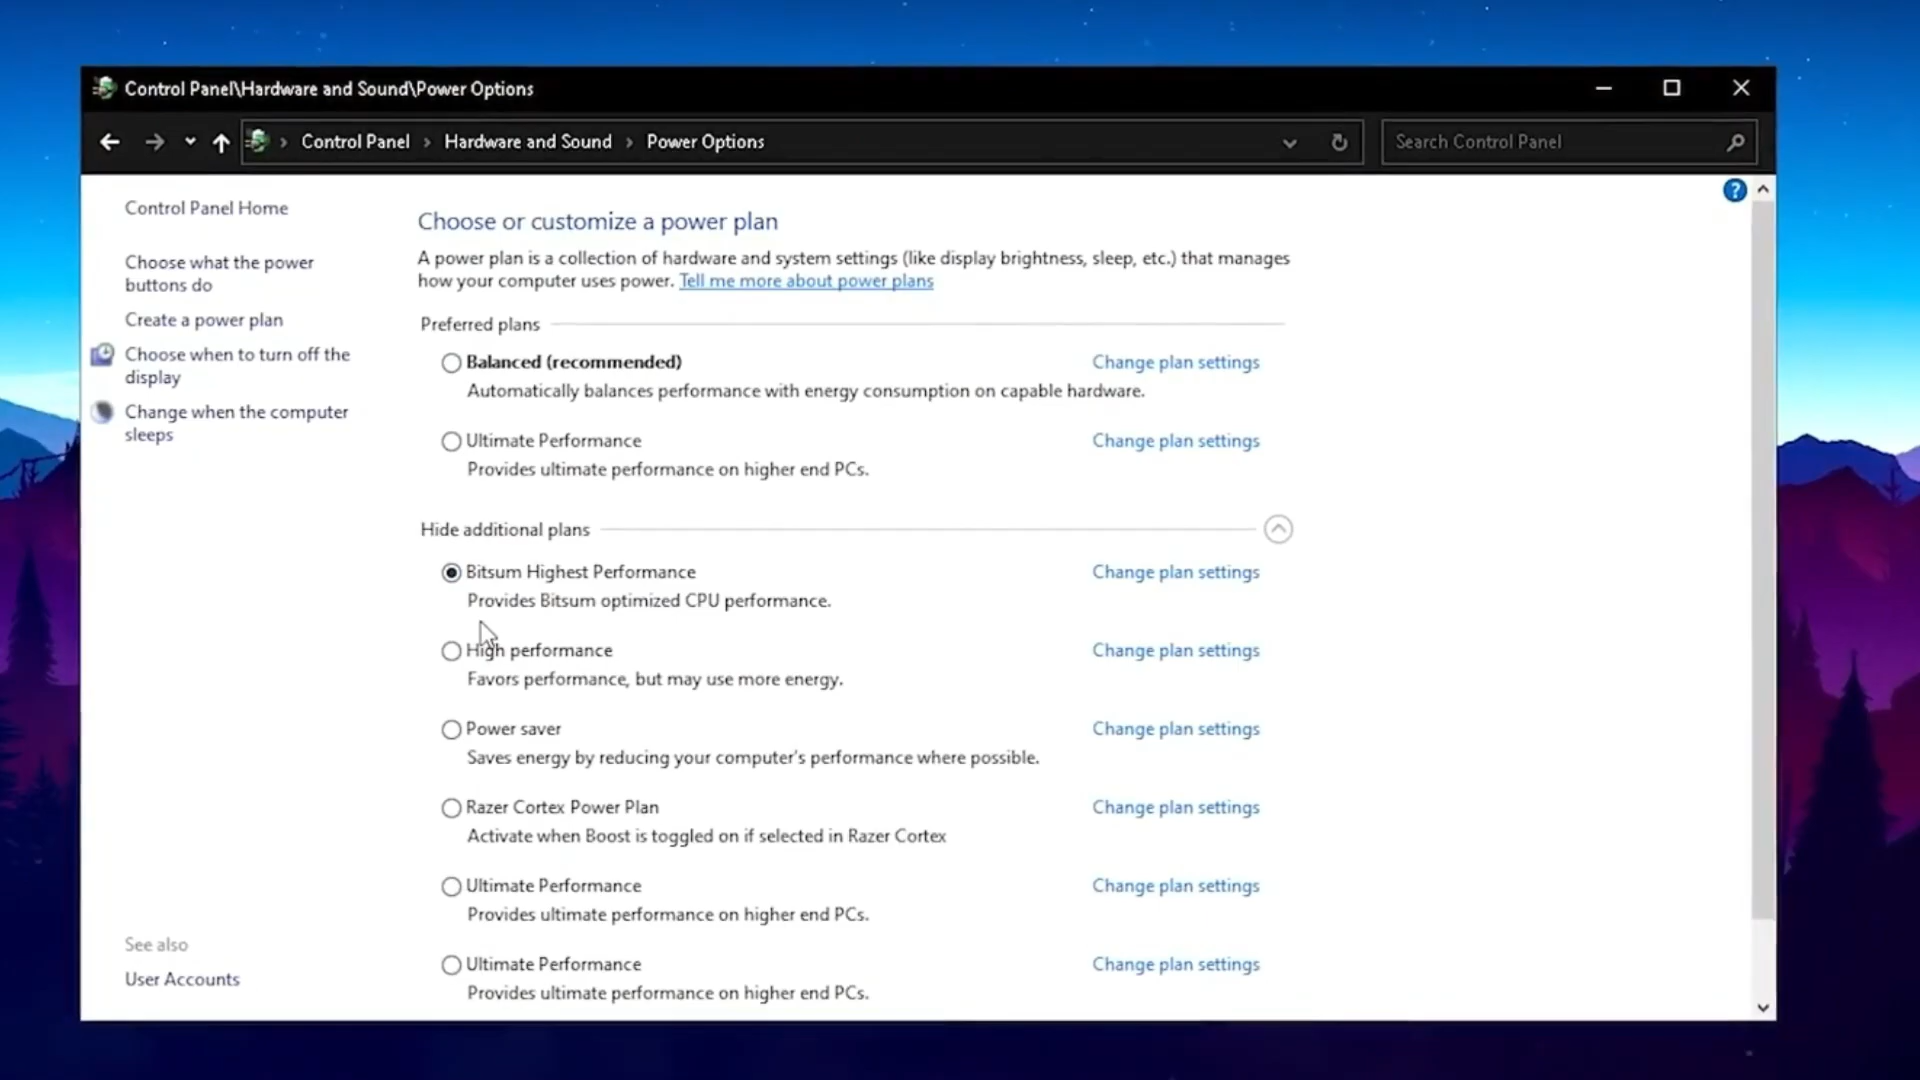 Control Panel\Hardware and Sound\Power Options
Control Panel > Hardware and Sound > Power Options
Search Control Panel
Control Panel Home
Choose what the power
buttons do
Create a power plan
Choose when to turn off the
display
Change when the computer
sleeps
See also
User Accounts
?
Choose or customize a power plan
A power plan is a collection of hardware and system settings (like display brightness, sleep, etc.) that manages
how your computer uses power. Tell me more about power plans
Preferred plans
Balanced (recommended) Change plan settings
Automatically balances performance with energy consumption on capable hardware.
Ultimate Performance Change plan settings
Provides ultimate performance on higher end PCs.
Hide additional plans
Bitsum Highest Performance Change plan settings
Provides Bitsum optimized CPU performance.
High performance Change plan settings
Favors performance, but may use more energy.
Power saver Change plan settings
Saves energy by reducing your computer's performance where possible.
Razer Cortex Power Plan Change plan settings
Activate when Boost is toggled on if selected in Razer Cortex
Ultimate Performance Change plan settings
Provides ultimate performance on higher end PCs.
Ultimate Performance Change plan settings
Provides ultimate performance on higher end PCs.